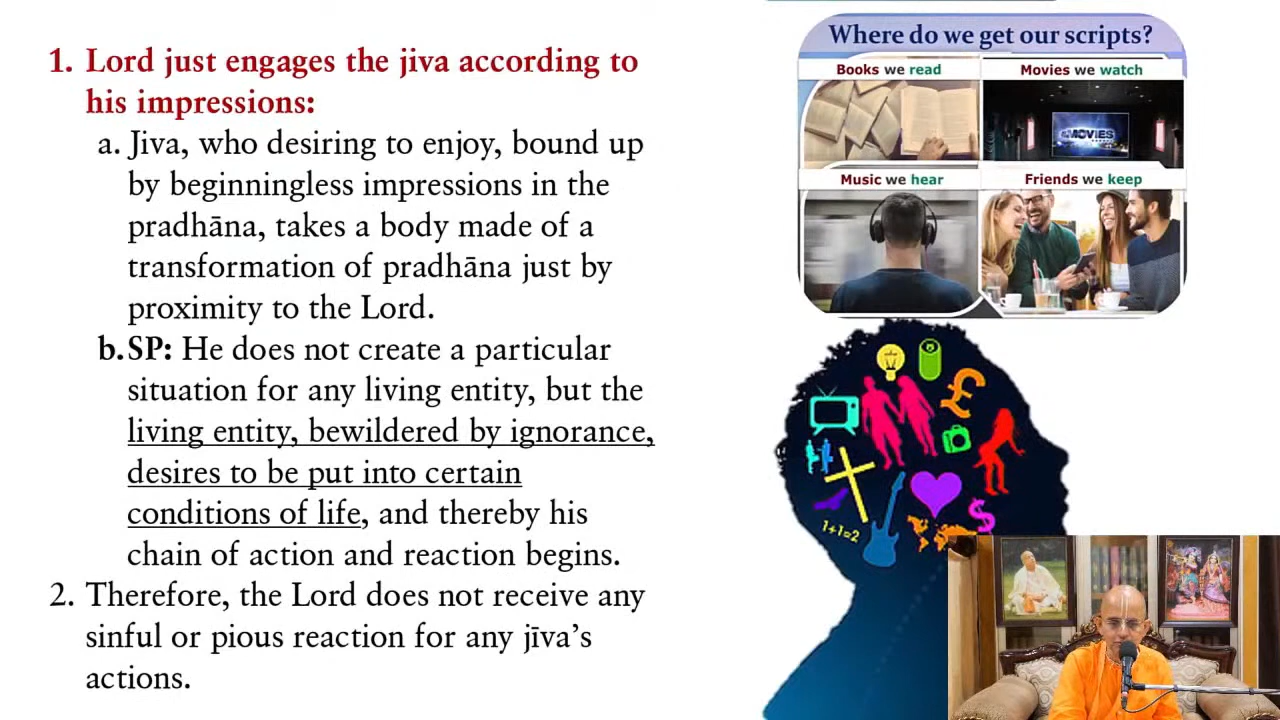 1. Lord just engages the jiva according to
his impressions:
a. Jiva, who desiring to enjoy, bound up
by beginningless impressions in the
pradhāna, takes a body made of a
transformation of pradhāna just by
proximity to the Lord.
b. SP: He does not create a particular
situation for any living entity, but the
living entity, bewildered by ignorance,
desires to be put into certain
conditions of life, and thereby his
chain of action and reaction begins.
2. Therefore, the Lord does not receive any
sinful or pious reaction for any jīva’s
actions.
Where do we get our scripts?
Books we read
Movies we watch
MOVIES
Music we hear
Friends we keep
£
$
1+1=2